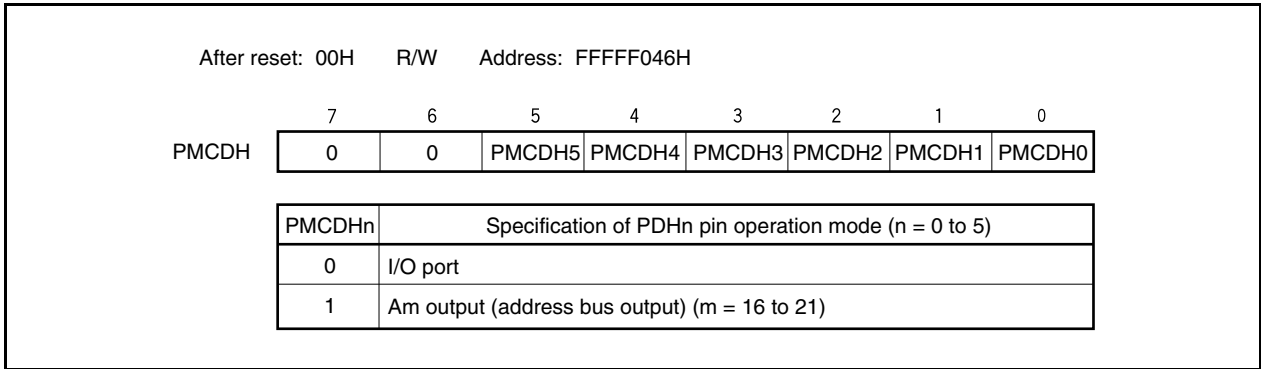 After reset: 00H R/W Address: FFFFF046H
7 6 5 4 3 2 1 0
PMCDH 0 0 PMCDH5 PMCDH4 PMCDH3 PMCDH2 PMCDH1 PMCDH0
PMCDHn Specification of PDHn pin operation mode (n = 0 to 5)
0 I/O port
1 Am output (address bus output) (m = 16 to 21)